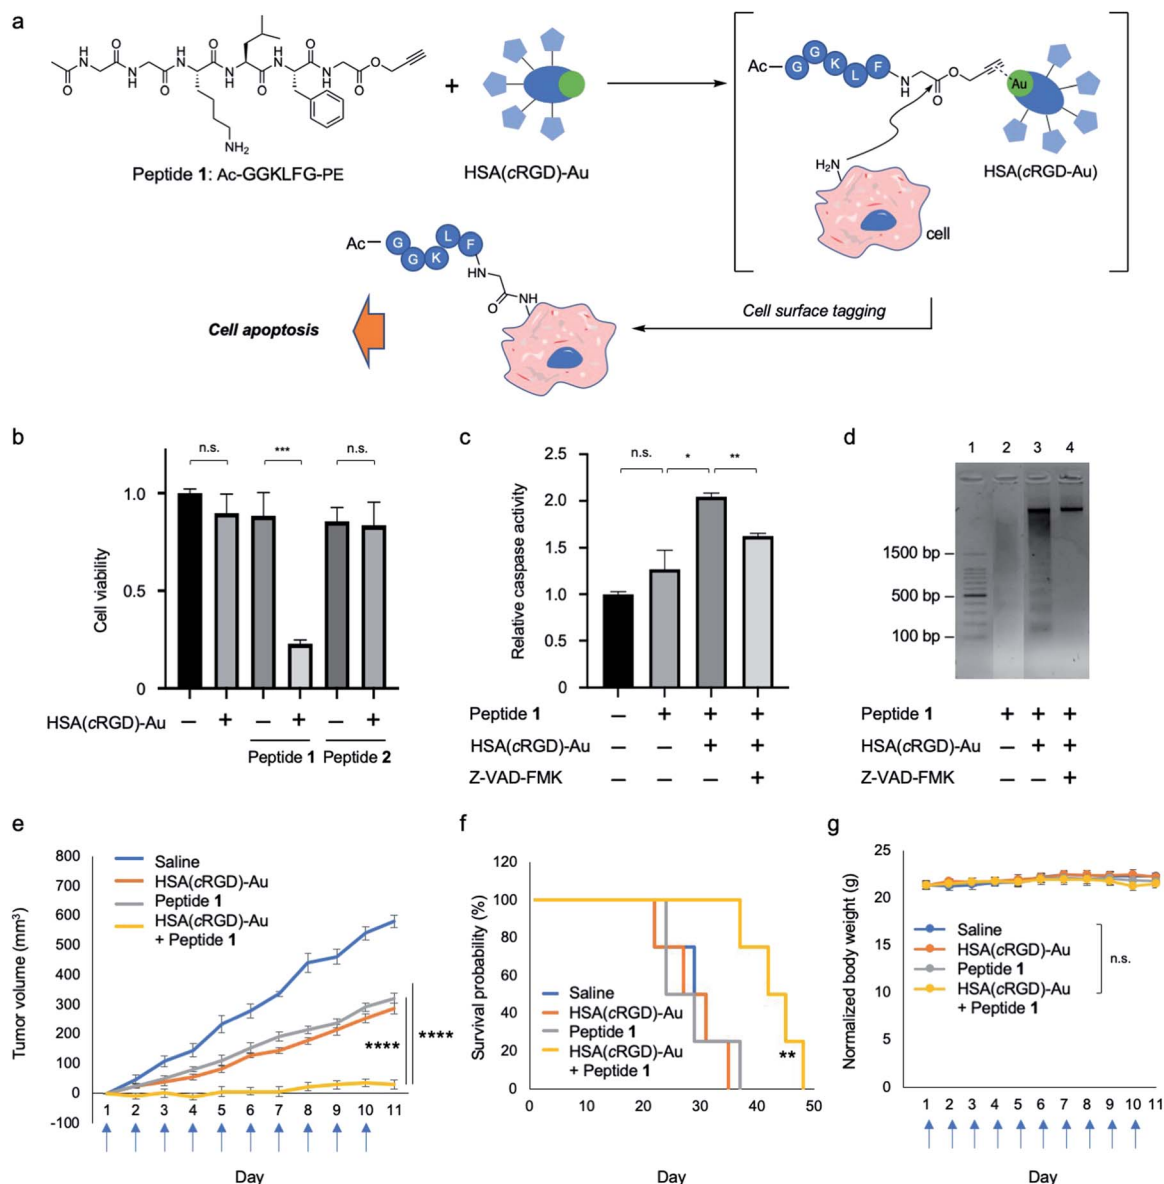 a
Peptide 1: Ac-GGKLFG-PE
+
HSA(cRGD)-Au
Ac
G
G
K
L
F
N
H
O
O
Au
H2N
HSA(cRGD-Au)
cell
Ac
G
G
K
L
F
HN
O
NH
Cell surface tagging
Cell apoptosis
b
n.s.
***
n.s.
Cell viability
1.0
0.5
0
HSA(cRGD)-Au
— + — + — +
Peptide 1
Peptide 2
c
n.s.
*
**
Relative caspase activity
2.5
2.0
1.5
1.0
0.5
0
Peptide 1 — + + +
HSA(cRGD)-Au — — + +
Z-VAD-FMK — — — +
d
1 2 3 4
1500 bp
500 bp
100 bp
Peptide 1 + + +
HSA(cRGD)-Au — + +
Z-VAD-FMK — — +
e
Tumor volume (mm3)
800
700
600
500
400
300
200
100
0
-100
Saline
HSA(cRGD)-Au
Peptide 1
HSA(cRGD)-Au
+ Peptide 1
****
****
1 2 3 4 5 6 7 8 9 10 11
Day
f
Survival probability (%)
120
100
80
60
40
20
0
Saline
HSA(cRGD)-Au
Peptide 1
HSA(cRGD)-Au
+ Peptide 1
**
0 10 20 30 40 50
Day
g
Normalized body weight (g)
25
20
15
10
5
0
Saline
HSA(cRGD)-Au
Peptide 1
HSA(cRGD)-Au
+ Peptide 1
n.s.
1 2 3 4 5 6 7 8 9 10 11
Day